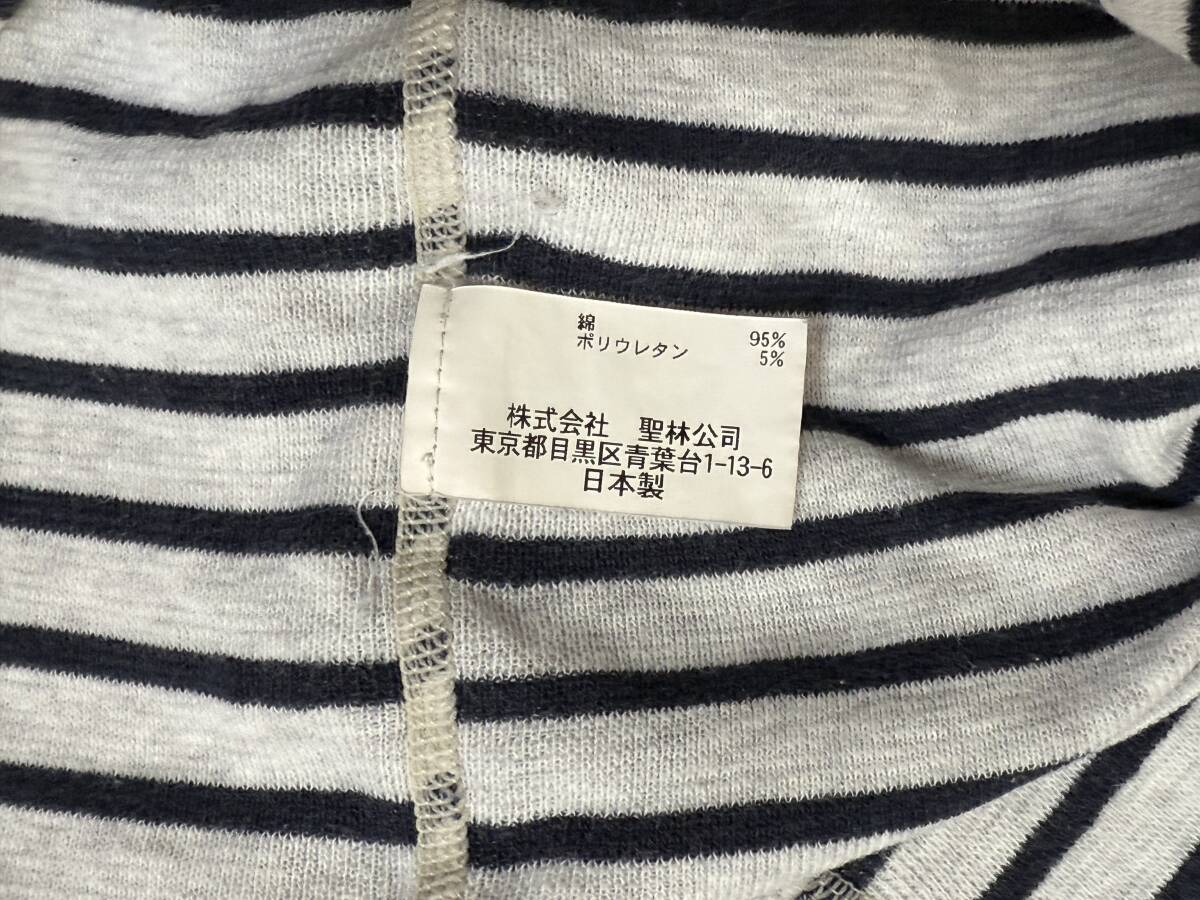 綿 95%
ポリウレタン 5%
株式会社 聖林公司
東京都目黒区青葉台1-13-6
日本製